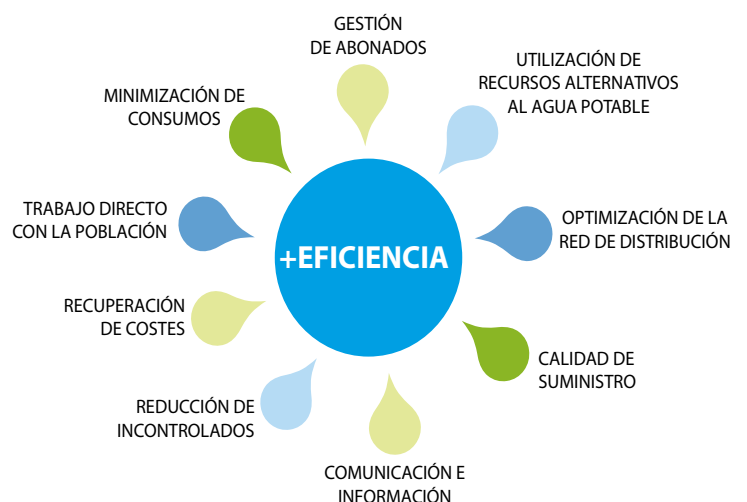 GESTIÓN
DE ABONADOS
UTILIZACIÓN DE
RECURSOS ALTERNATIVOS
AL AGUA POTABLE
MINIMIZACIÓN DE
CONSUMOS
TRABAJO DIRECTO
CON LA POBLACIÓN
OPTIMIZACIÓN DE LA
RED DE DISTRIBUCIÓN
+EFICIENCIA
RECUPERACIÓN
DE COSTES
CALIDAD DE
SUMINISTRO
REDUCCIÓN DE
INCONTROLADOS
COMUNICACIÓN E
INFORMACIÓN